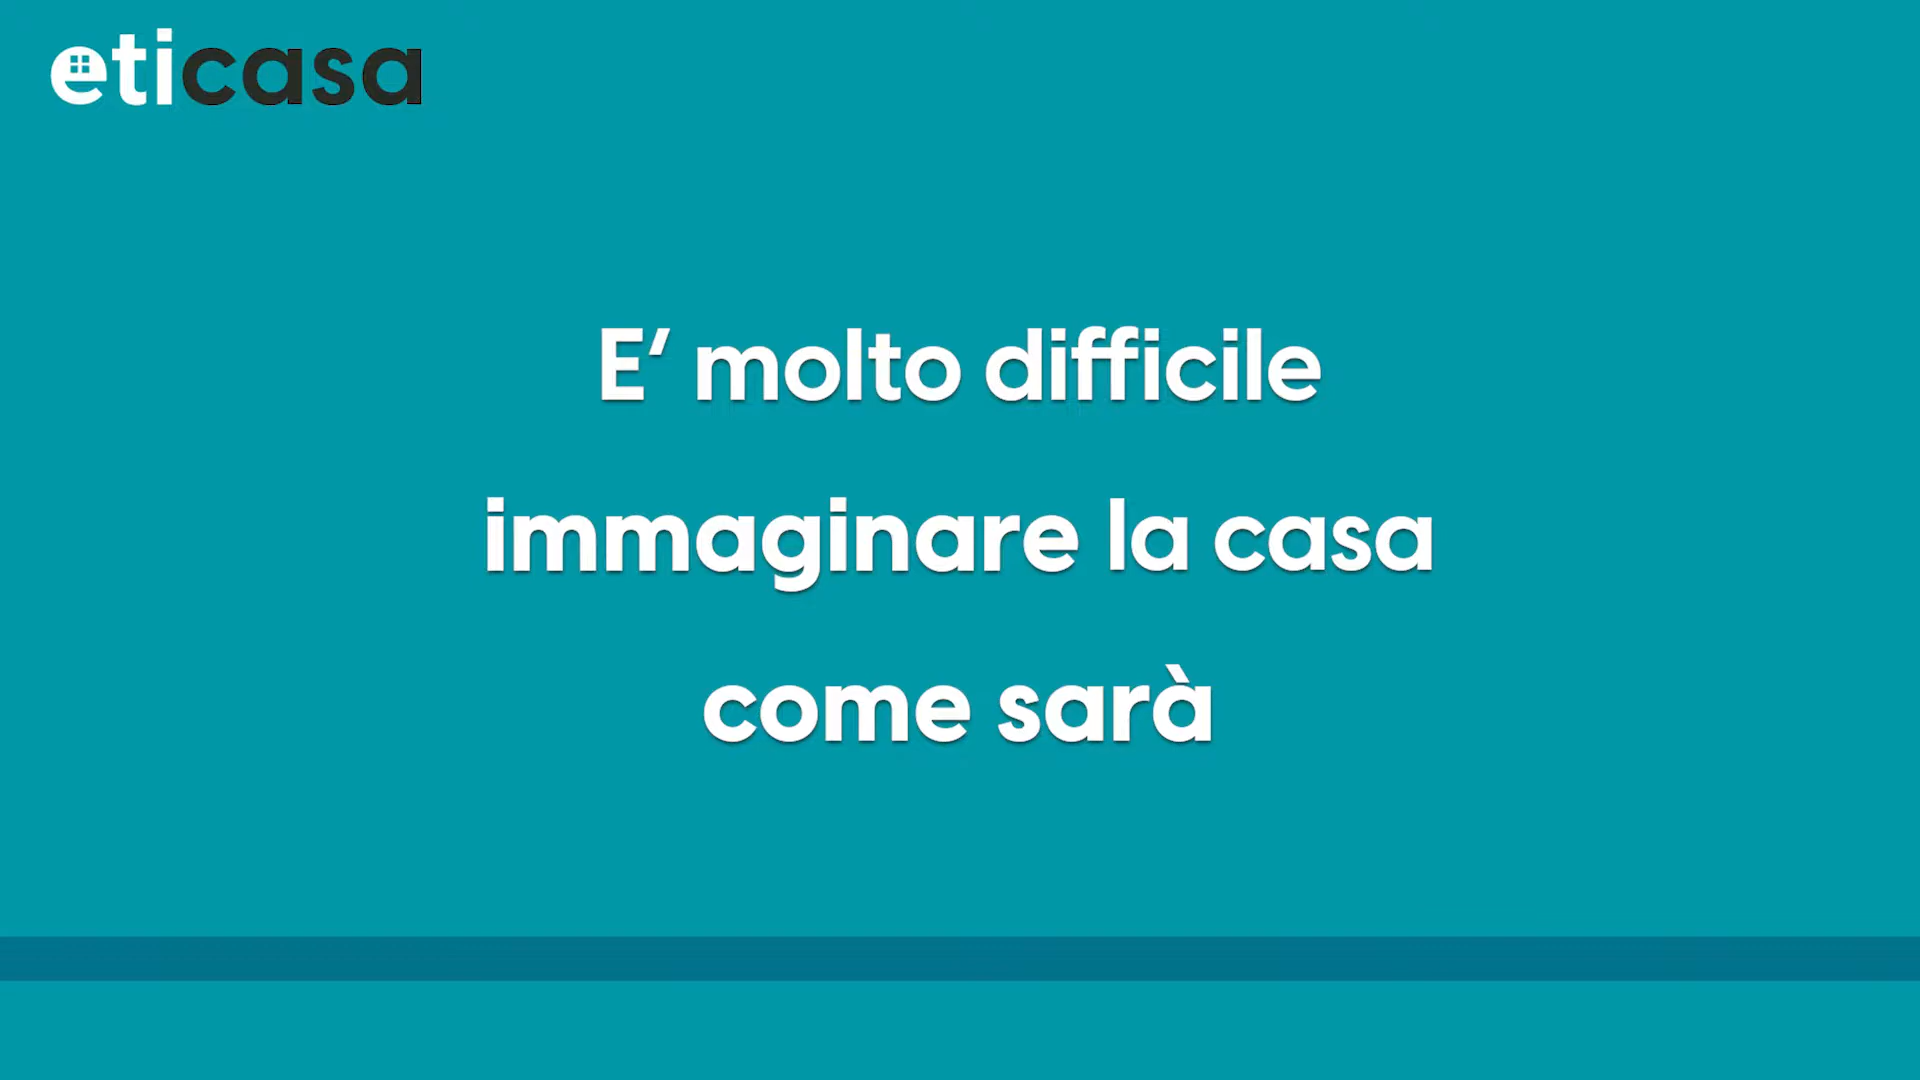 eticasa
E‘ molto difficile
immaginare la casa
come sarà